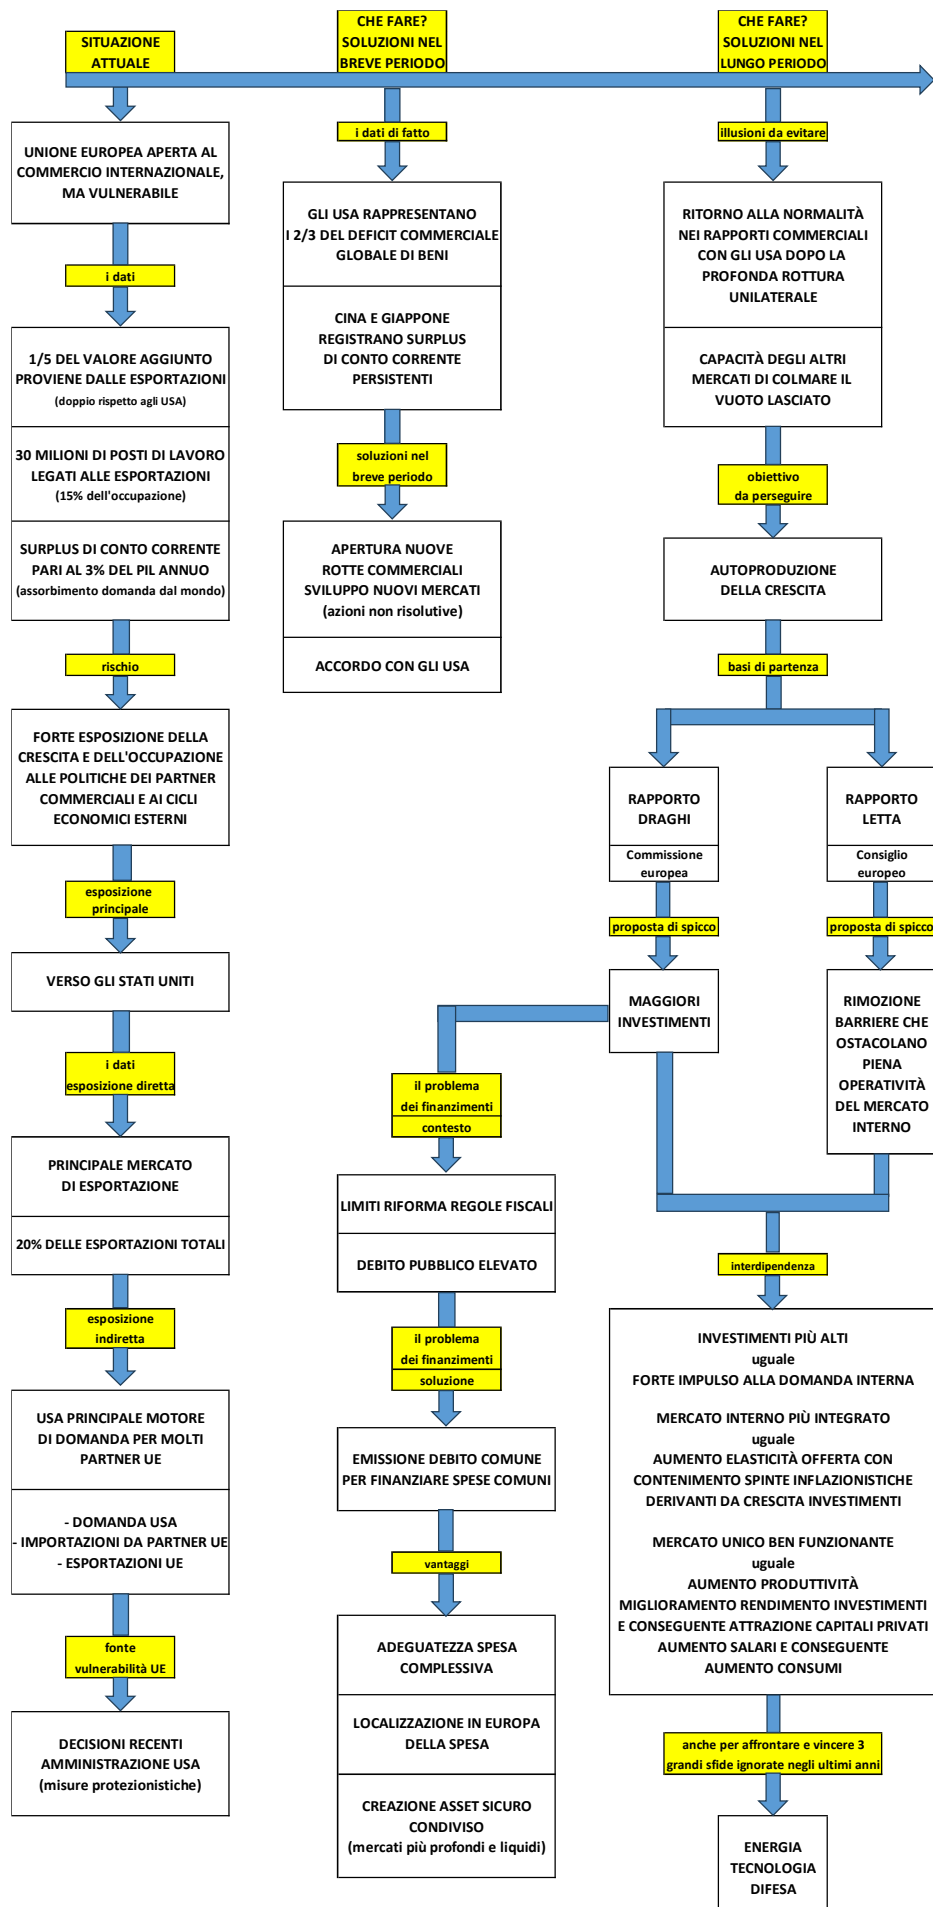 SITUAZIONE
ATTUALE
UNIONE EUROPEA APERTA AL
COMMERCIO INTERNAZIONALE,
MA VULNERABILE
i dati
1/5 DEL VALORE AGGIUNTO
PROVIENE DALLE ESPORTAZIONI
(doppio rispetto agli USA)
30 MILIONI DI POSTI DI LAVORO
LEGATI ALLE ESPORTAZIONI
(15% dell'occupazione)
SURPLUS DI CONTO CORRENTE
PARI AL 3% DEL PIL ANNUO
(assorbimento domanda dal mondo)
rischio
FORTE ESPOSIZIONE DELLA
CRESCITA E DELL'OCCUPAZIONE
ALLE POLITICHE DEI PARTNER
COMMERCIALI E AI CICLI
ECONOMICI ESTERNI
esposizione
principale
VERSO GLI STATI UNITI
i dati
esposizione diretta
PRINCIPALE MERCATO
DI ESPORTAZIONE
20% DELLE ESPORTAZIONI TOTALI
esposizione
indiretta
USA PRINCIPALE MOTORE
DI DOMANDA PER MOLTI
PARTNER UE
- DOMANDA USA
- IMPORTAZIONI DA PARTNER UE
- ESPORTAZIONI UE
fonte
vulnerabilità UE
DECISIONI RECENTI
AMMINISTRAZIONE USA
(misure protezionistiche)
CHE FARE?
SOLUZIONI NEL
BREVE PERIODO
i dati di fatto
GLI USA RAPPRESENTANO
I 2/3 DEL DEFICIT COMMERCIALE
GLOBALE DI BENI
CINA E GIAPPONE
REGISTRANO SURPLUS
DI CONTO CORRENTE
PERSISTENTI
soluzioni nel
breve periodo
APERTURA NUOVE
ROTTE COMMERCIALI
SVILUPPO NUOVI MERCATI
(azioni non risolutive)
ACCORDO CON GLI USA
CHE FARE?
SOLUZIONI NEL
LUNGO PERIODO
illusioni da evitare
RITORNO ALLA NORMALITÀ
NEI RAPPORTI COMMERCIALI
CON GLI USA DOPO LA
PROFONDA ROTTURA
UNILATERALE
CAPACITÀ DEGLI ALTRI
MERCATI DI COLMARE IL
VUOTO LASCIATO
obiettivo
da perseguire
AUTOPRODUZIONE
DELLA CRESCITA
basi di partenza
RAPPORTO
DRAGHI
Commissione
europea
proposta di spicco
MAGGIORI
INVESTIMENTI
RAPPORTO
LETTA
Consiglio
europeo
proposta di spicco
RIMOZIONE
BARRIERE CHE
OSTACOLANO
PIENA
OPERATIVITÀ
DEL MERCATO
INTERNO
il problema
dei finanzimenti
contesto
LIMITI RIFORMA REGOLE FISCALI
DEBITO PUBBLICO ELEVATO
il problema
dei finanzimenti
soluzione
EMISSIONE DEBITO COMUNE
PER FINANZIARE SPESE COMUNI
vantaggi
ADEGUATEZZA SPESA
COMPLESSIVA
LOCALIZZAZIONE IN EUROPA
DELLA SPESA
CREAZIONE ASSET SICURO
CONDIVISO
(mercati più profondi e liquidi)
interdipendenza
INVESTIMENTI PIÙ ALTI
uguale
FORTE IMPULSO ALLA DOMANDA INTERNA
MERCATO INTERNO PIÙ INTEGRATO
uguale
AUMENTO ELASTICITÀ OFFERTA CON
CONTENIMENTO SPINTE INFLAZIONISTICHE
DERIVANTI DA CRESCITA INVESTIMENTI
MERCATO UNICO BEN FUNZIONANTE
uguale
AUMENTO PRODUTTIVITÀ
MIGLIORAMENTO RENDIMENTO INVESTIMENTI
E CONSEGUENTE ATTRAZIONE CAPITALI PRIVATI
AUMENTO SALARI E CONSEGUENTE
AUMENTO CONSUMI
anche per affrontare e vincere 3
grandi sfide ignorate negli ultimi anni
ENERGIA
TECNOLOGIA
DIFESA